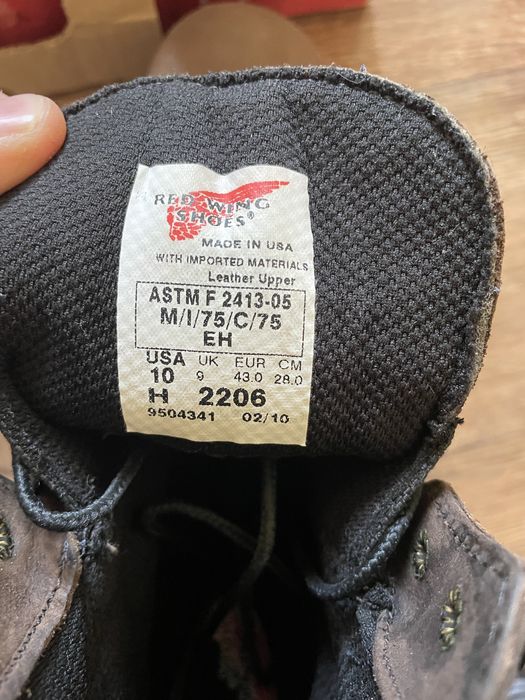 RED WING
SHOES®
MADE IN USA
WITH IMPORTED MATERIALS
Leather Upper
ASTM F 2413-05
M/I/75/C/75
EH
USA UK EUR CM
10 9 43.0 28.0
H 2206
9504341 02/10